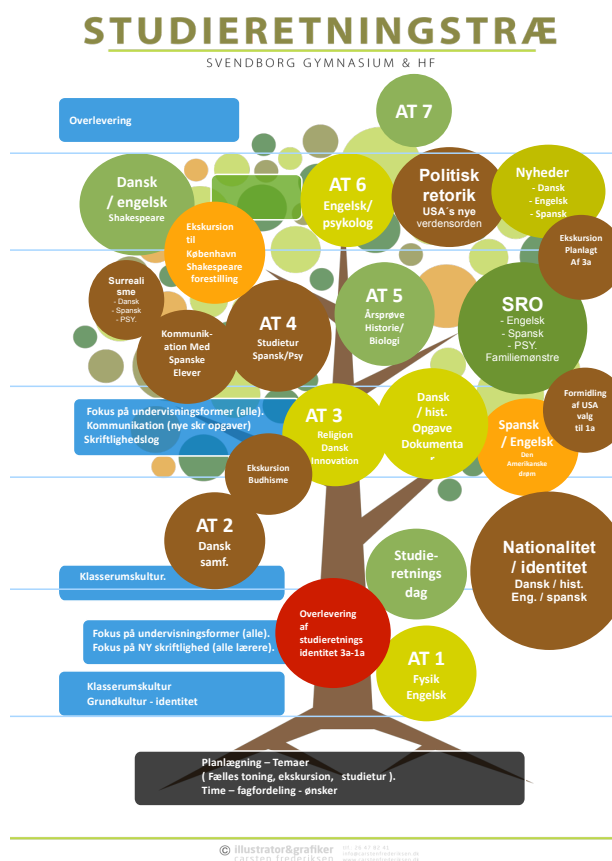 STUDIERETNINGSTRÆ
SVENDBORG GYMNASIUM & HF
AT 7
Overlevering
Dansk
/ engelsk
Shakespeare
AT 6
Engelsk/
psykolog
Politisk
retorik
USA´s nye
verdensorden
Nyheder
- Dansk
- Engelsk
- Spansk
Ekskursion
til
København
Shakespeare
forestilling
Ekskursion
Planlagt
Af 3a
Surreali
sme
- Dansk
- Spansk
- PSY.
AT 4
Studietur
Spansk/Psy
AT 5
Årsprøve
Historie/
Biologi
SRO
- Engelsk
- Spansk
- PSY.
Familiemønstre
Kommunik-
ation Med
Spanske
Elever
Fokus på undervisningsformer (alle).
Kommunikation (nye skr opgaver)
Skriftlighedslog
AT 3
Religion
Dansk
Innovation
Dansk
/ hist.
Opgave
Dokumenta
r
Spansk
/ Engelsk
Den
Amerikanske
drøm
Formidling
af USA
valg
til 1a
Ekskursion
Budhisme
AT 2
Dansk
samf.
Studie-
retnings
dag
Nationalitet
/ identitet
Dansk / hist.
Eng. / spansk
Klasserumskultur.
Overlevering
af
studieretnings
identitet 3a-1a
Fokus på undervisningsformer (alle).
Fokus på NY skriftlighed (alle lærere).
AT 1
Fysik
Engelsk
Klasserumskultur
Grundkultur - identitet
Planlægning – Temaer
( Fælles toning, ekskursion, studietur ).
Time – fagfordeling - ønsker
© illustrator&grafiker
carsten frederiksen